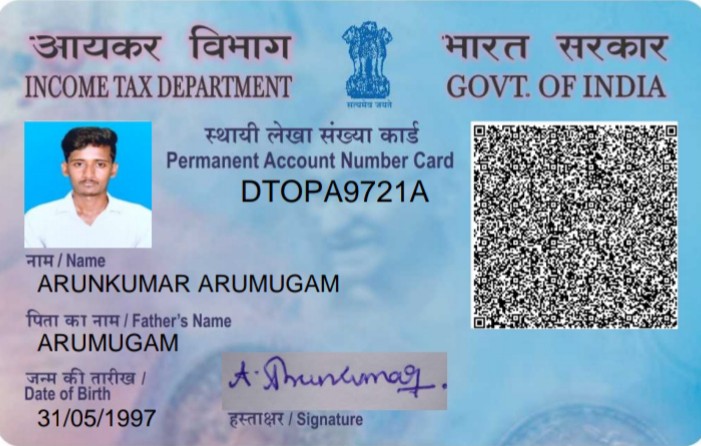 आयकर विभाग
INCOME TAX DEPARTMENT
भारत सरकार
GOVT. OF INDIA
सत्यमेव जयते
स्थायी लेखा संख्या कार्ड
Permanent Account Number Card
DTOPA9721A
नाम / Name
ARUNKUMAR ARUMUGAM
पिता का नाम / Father's Name
ARUMUGAM
जन्म की तारीख /
Date of Birth
31/05/1997
A. Arunkumar.
हस्ताक्षर / Signature